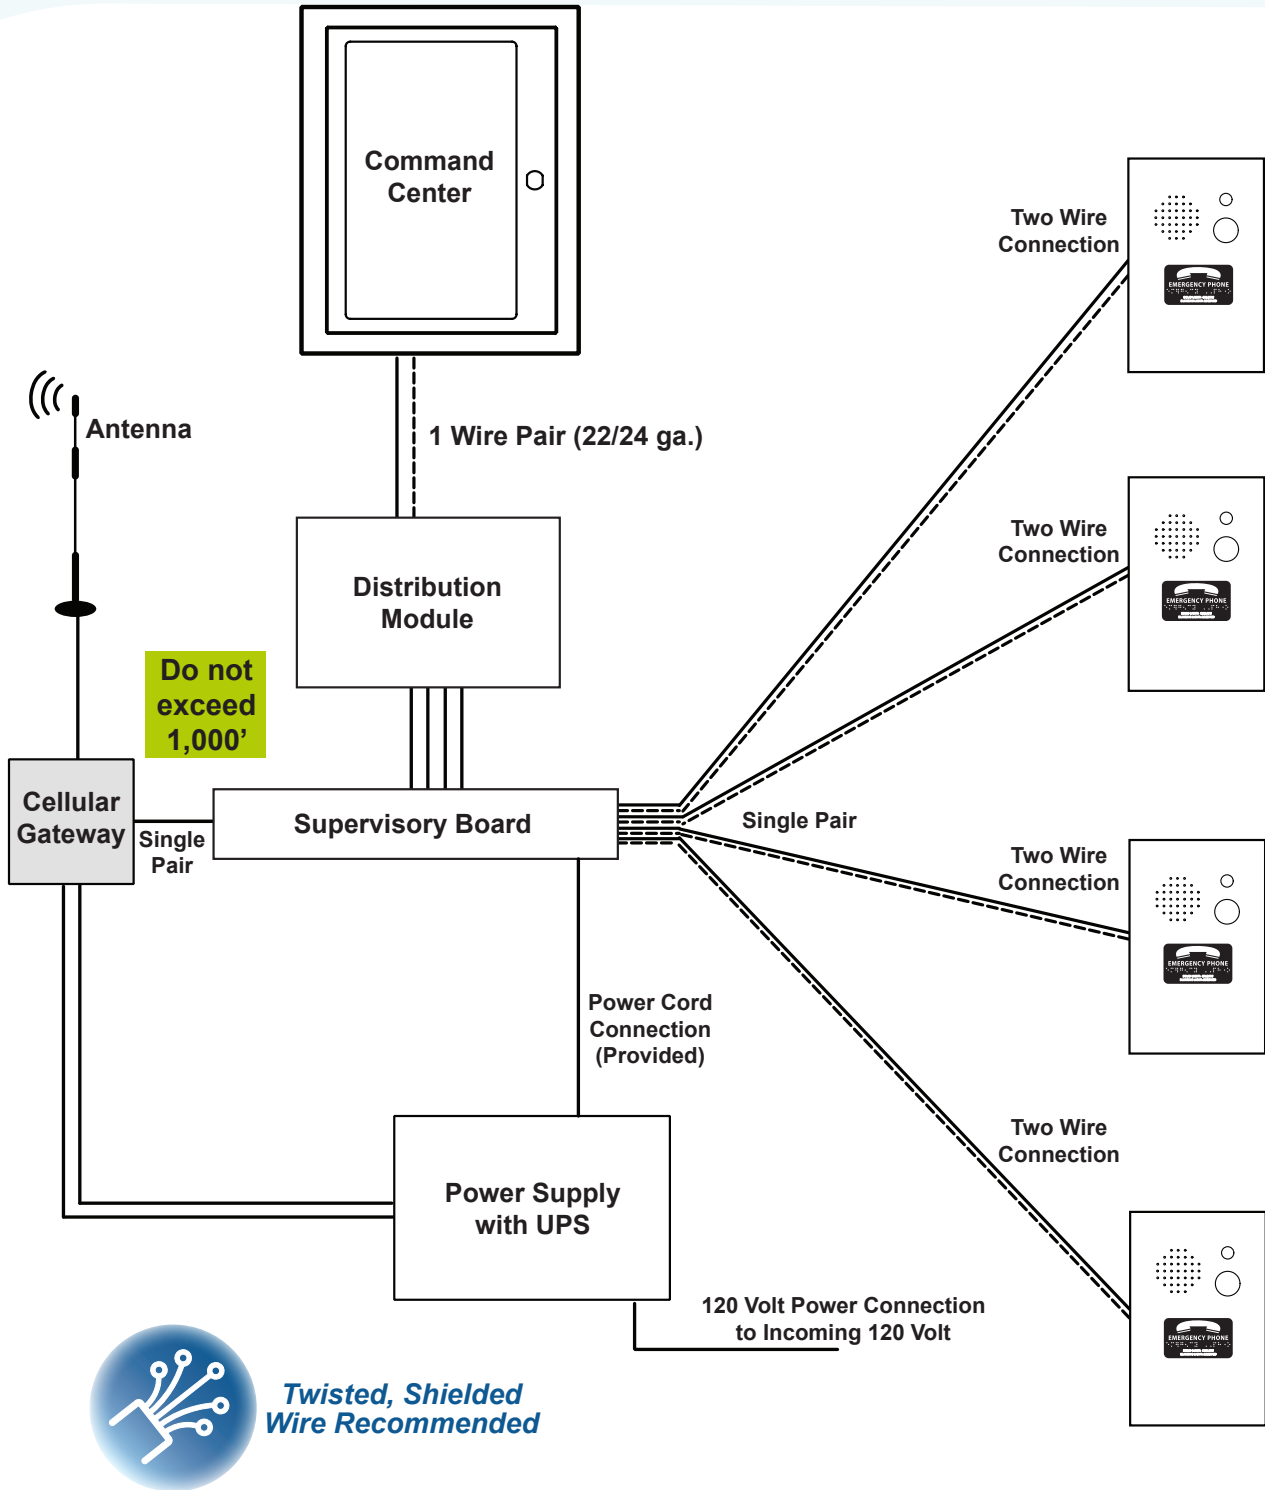 Command
Center
Two Wire
Connection
EMERGENCY PHONE
Antenna
1 Wire Pair (22/24 ga.)
Two Wire
Connection
EMERGENCY PHONE
Distribution
Module
Do not
exceed
1,000’
Cellular
Gateway
Single
Pair
Supervisory Board
Single Pair
Two Wire
Connection
EMERGENCY PHONE
Power Cord
Connection
(Provided)
Two Wire
Connection
Power Supply
with UPS
EMERGENCY PHONE
120 Volt Power Connection
to Incoming 120 Volt
Twisted, Shielded
Wire Recommended